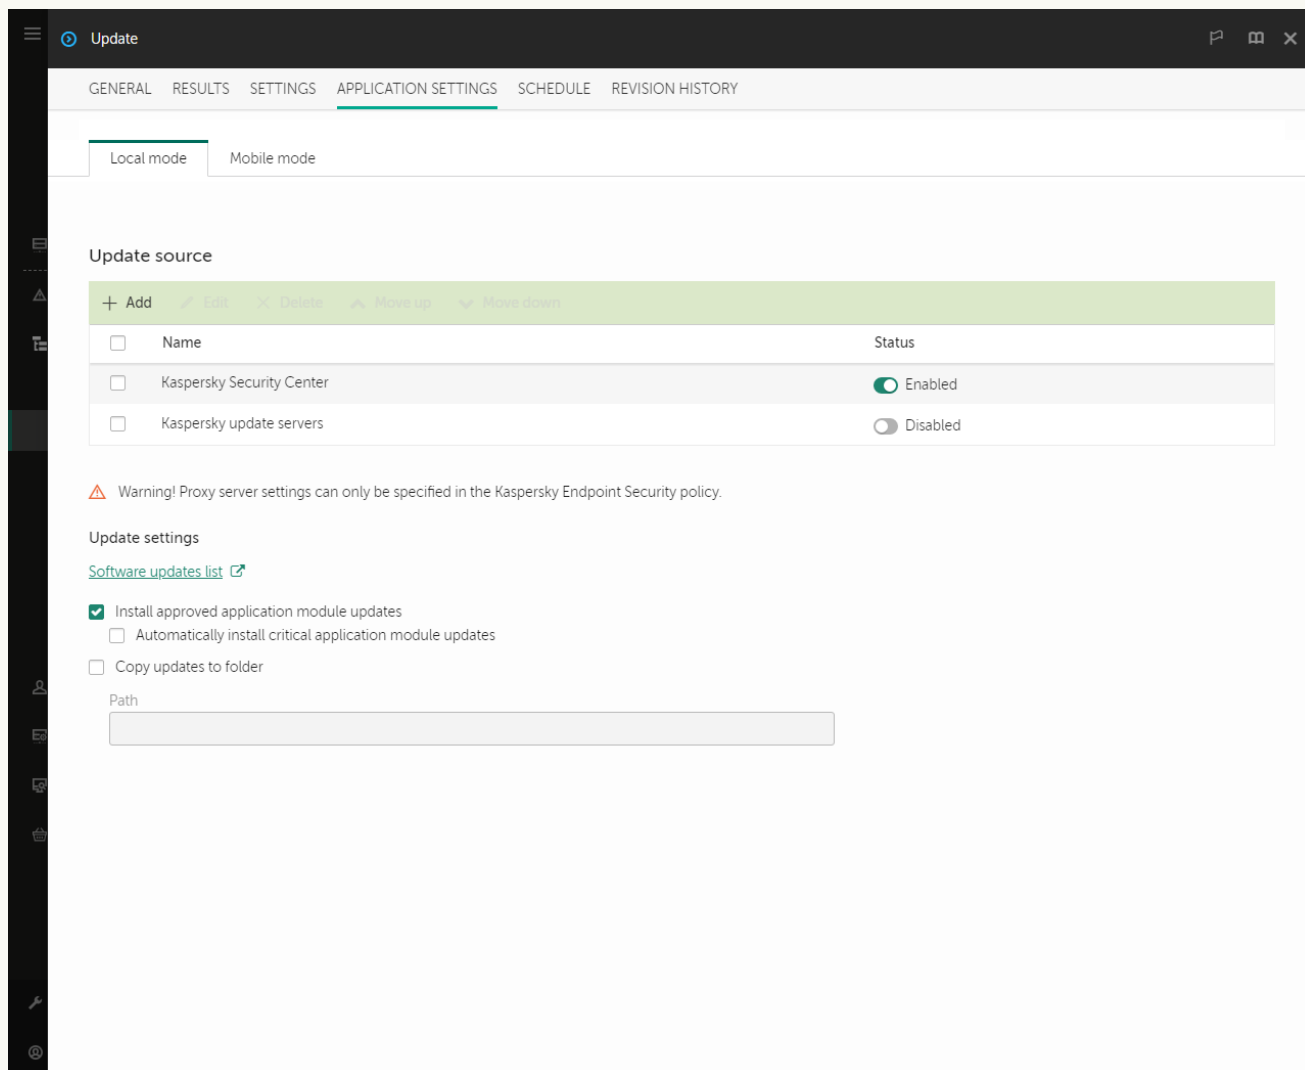 Update
GENERAL RESULTS SETTINGS APPLICATION SETTINGS SCHEDULE REVISION HISTORY
Local mode Mobile mode
Update source
Add Edit Delete Move up Move down
Name Status
Kaspersky Security Center Enabled
Kaspersky update servers Disabled
Warning! Proxy server settings can only be specified in the Kaspersky Endpoint Security policy.
Update settings
Software updates list
Install approved application module updates
Automatically install critical application module updates
Copy updates to folder
Path